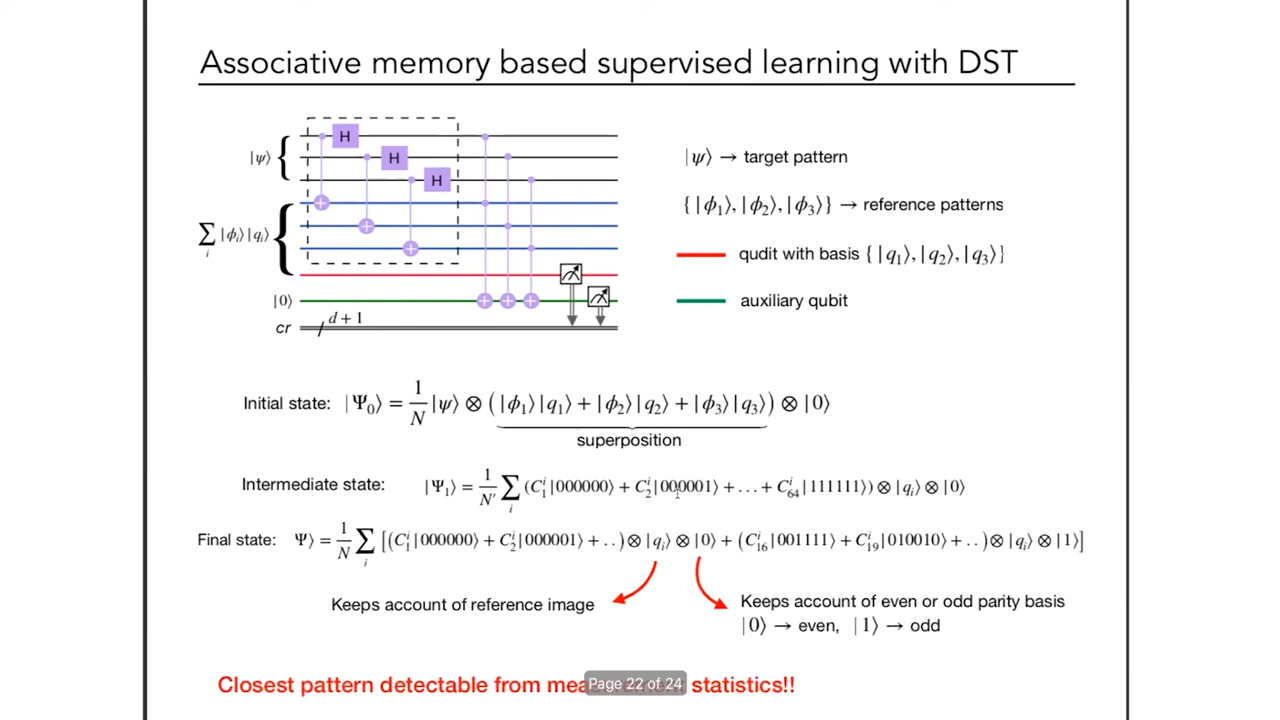 Associative memory based supervised learning with DST
H
H
H
|ψ⟩
∑ᵢ |ϕᵢ⟩|qᵢ⟩
|0⟩
cr
d + 1
|ψ⟩ → target pattern
{ |ϕ₁⟩, |ϕ₂⟩, |ϕ₃⟩} → reference patterns
qudit with basis { |q₁⟩, |q₂⟩, |q₃⟩}
auxiliary qubit
Initial state: |Ψ₀⟩ = 1/N |ψ⟩ ⊗ ( |ϕ₁⟩|q₁⟩ + |ϕ₂⟩|q₂⟩ + |ϕ₃⟩|q₃⟩) ⊗ |0⟩
superposition
Intermediate state: |Ψ₁⟩ = 1/N′ ∑ᵢ (C₁ⁱ|000000⟩ + C₂ⁱ|000001⟩ + … + C₆₄ⁱ|111111⟩) ⊗ |qᵢ⟩ ⊗ |0⟩
Final state: Ψ⟩ = 1/N ∑ᵢ [(C₁ⁱ|000000⟩ + C₂ⁱ|000001⟩ + . . ) ⊗ |qᵢ⟩ ⊗ |0⟩ + (C₁₆ⁱ|001111⟩ + C₁₉ⁱ|010010⟩ + . . ) ⊗ |qᵢ⟩ ⊗ |1⟩]
Keeps account of reference image
Keeps account of even or odd parity basis
|0⟩ → even, |1⟩ → odd
Closest pattern detectable from statistics!!
Page 22 of 24